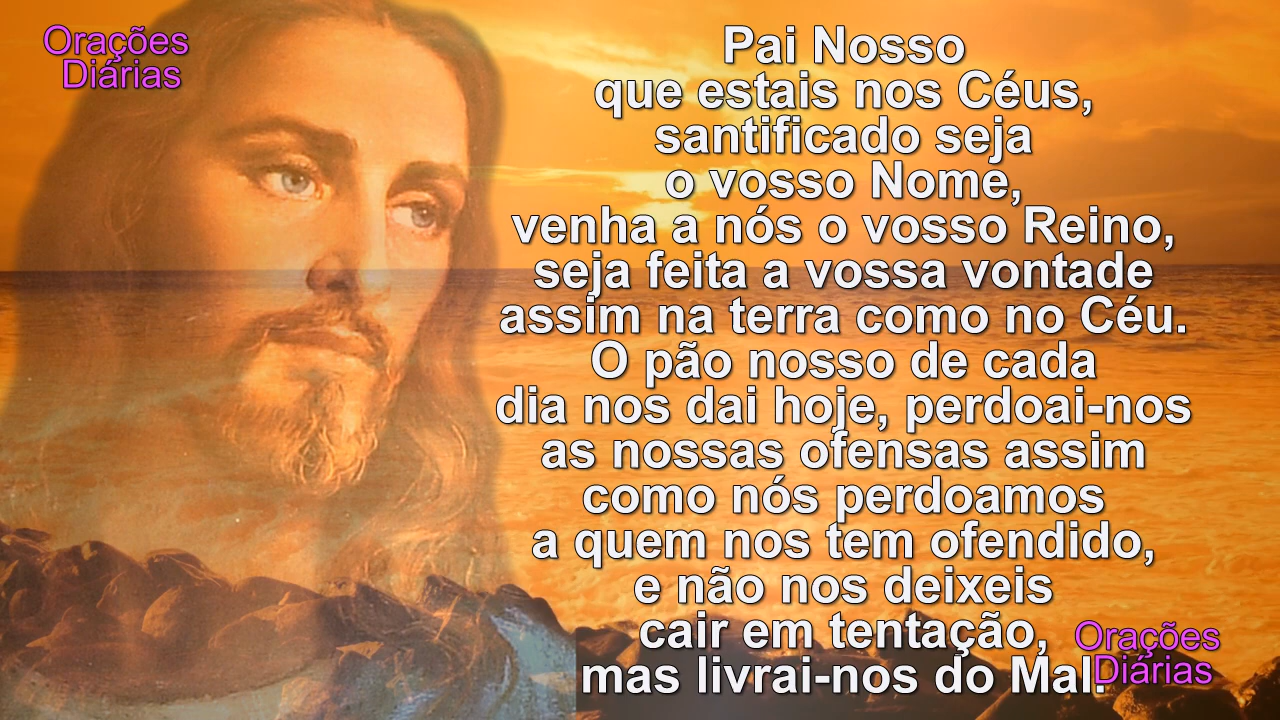 Orações
Diárias
Pai Nosso
que estais nos Céus,
santificado seja
o vosso Nome,
venha a nós o vosso Reino,
seja feita a vossa vontade
assim na terra como no Céu.
O pão nosso de cada
dia nos dai hoje, perdoai-nos
as nossas ofensas assim
como nós perdoamos
a quem nos tem ofendido,
e não nos deixeis
cair em tentação,
mas livrai-nos do Mal.
Orações
Diárias